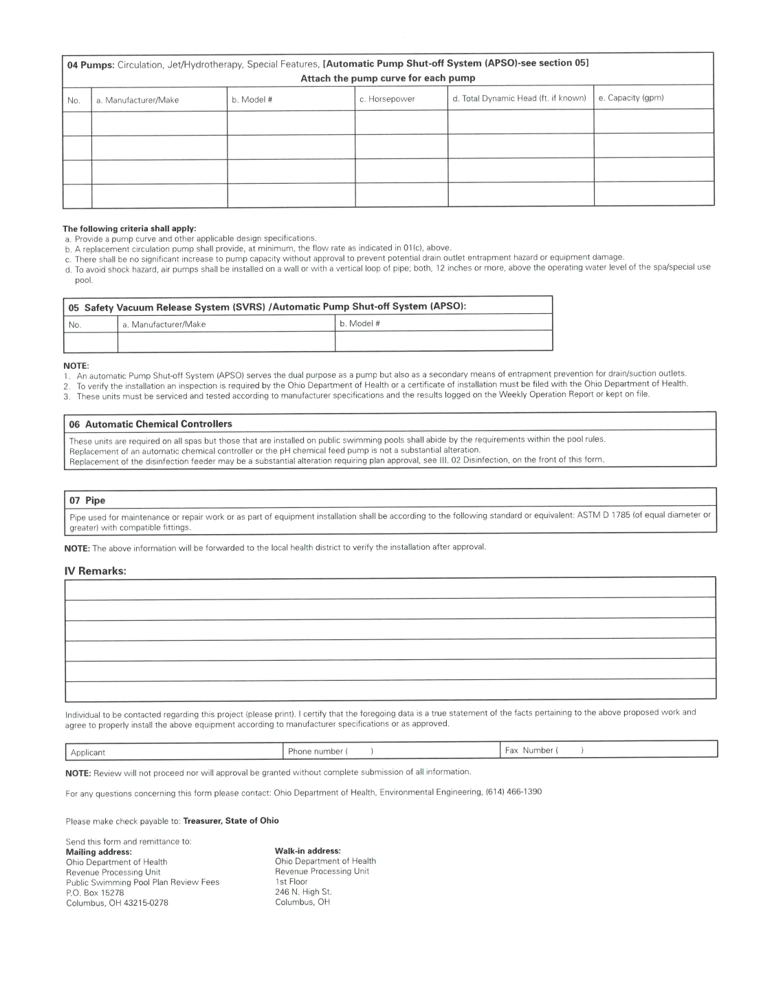 04 Pumps: Circulation, Jet/Hydrotherapy, Special Features, [Automatic Pump Shut-off System (APSO)-see section 05]
Attach the pump curve for each pump
No. a. Manufacturer/Make b. Model # c. Horsepower d. Total Dynamic Head (ft. if known) e. Capacity (gpm)
The following criteria shall apply:
a. Provide a pump curve and other applicable design specifications.
b. A replacement circulation pump shall provide, at minimum, the flow rate as indicated in 01(c), above.
c. There shall be no significant increase to pump capacity without approval to prevent potential drain outlet entrapment hazard or equipment damage.
d. To avoid shock hazard, air pumps shall be installed on a wall or with a vertical loop of pipe; both, 12 inches or more, above the operating water level of the spa/special use
pool.
05 Safety Vacuum Release System (SVRS) /Automatic Pump Shut-off System (APSO):
No. a. Manufacturer/Make b. Model #
NOTE:
1. An automatic Pump Shut-off System (APSO) serves the dual purpose as a pump but also as a secondary means of entrapment prevention for drain/suction outlets.
2. To verify the installation an inspection is required by the Ohio Department of Health or a certificate of installation must be filed with the Ohio Department of Health.
3. These units must be serviced and tested according to manufacturer specifications and the results logged on the Weekly Operation Report or kept on file.
06 Automatic Chemical Controllers
These units are required on all spas but those that are installed on public swimming pools shall abide by the requirements within the pool rules.
Replacement of an automatic chemical controller or the pH chemical feed pump is not a substantial alteration.
Replacement of the disinfection feeder may be a substantial alteration requiring plan approval, see III. 02 Disinfection, on the front of this form.
07 Pipe
Pipe used for maintenance or repair work or as part of equipment installation shall be according to the following standard or equivalent: ASTM D 1785 (of equal diameter or
greater) with compatible fittings.
NOTE: The above information will be forwarded to the local health district to verify the installation after approval.
IV Remarks:
Individual to be contacted regarding this project (please print). I certify that the foregoing data is a true statement of the facts pertaining to the above proposed work and
agree to properly install the above equipment according to manufacturer specifications or as approved.
Applicant Phone number ( ) Fax Number ( )
NOTE: Review will not proceed nor will approval be granted without complete submission of all information.
For any questions concerning this form please contact: Ohio Department of Health, Environmental Engineering, (614) 466-1390
Please make check payable to: Treasurer, State of Ohio
Send this form and remittance to:
Mailing address:
Ohio Department of Health
Revenue Processing Unit
Public Swimming Pool Plan Review Fees
P.O. Box 15278
Columbus, OH 43215-0278
Walk-in address:
Ohio Department of Health
Revenue Processing Unit
1st Floor
246 N. High St.
Columbus, OH